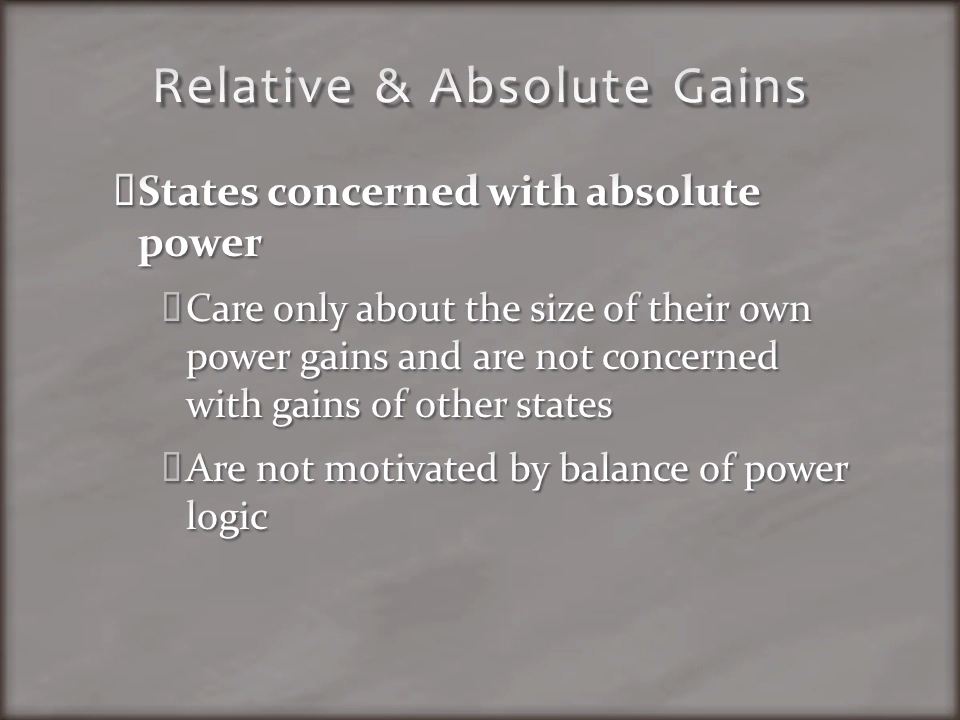 Relative & Absolute Gains
States concerned with absolute
power
Care only about the size of their own
power gains and are not concerned
with gains of other states
Are not motivated by balance of power
logic